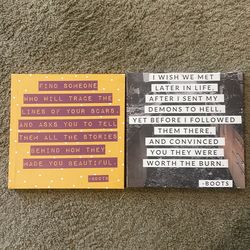 FIND SOMEONE
WHO WILL TRACE THE
LINES OF YOUR SCARS,
AND ASKS YOU TO TELL
THEM ALL THE STORIES
BEHIND HOW THEY
MADE YOU BEAUTIFUL.
-BOOTS
I WISH WE MET
LATER IN LIFE,
AFTER I SENT MY
DEMONS TO HELL.
YET BEFORE I FOLLOWED
THEM THERE,
AND CONVINCED
YOU THEY WERE
WORTH THE BURN.
-BOOTS